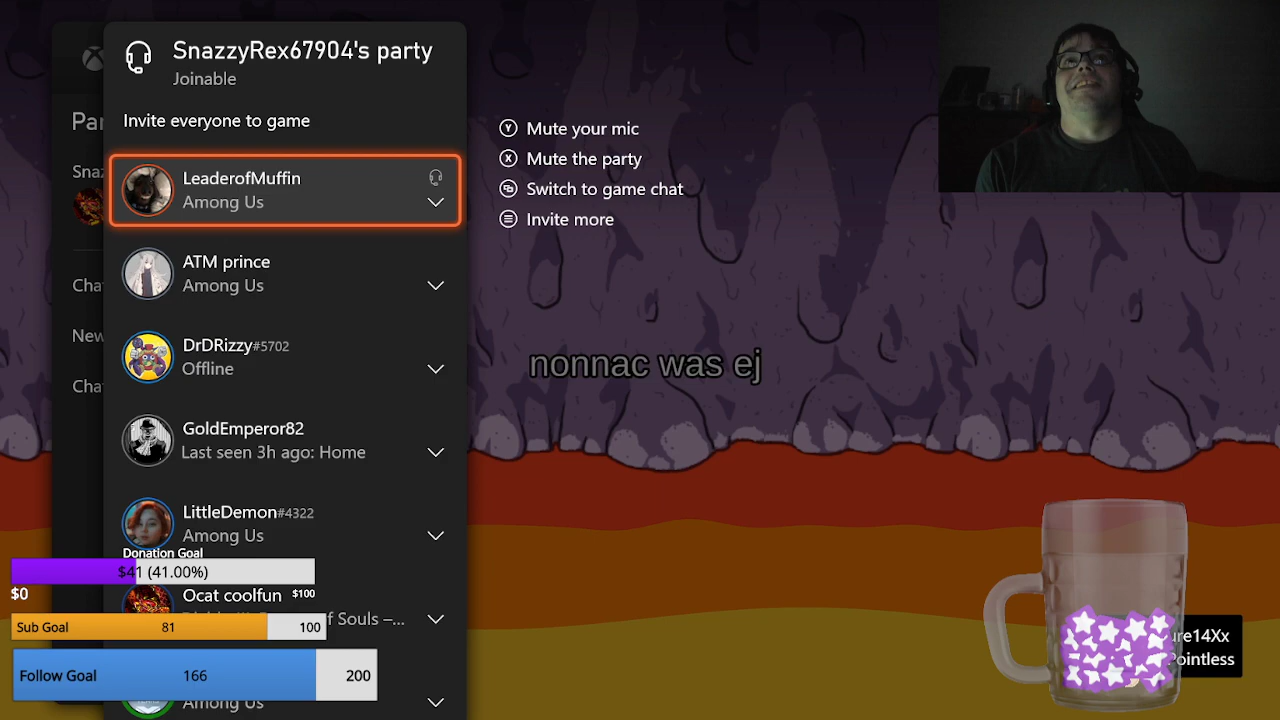 SnazzyRex67904's party
Joinable
Par
Invite everyone to game
Snaz
LeaderofMuffin
Among Us
ATM prince
Among Us
Cha
DrDRizzy#5702
Offline
New
Cha
GoldEmperor82
Last seen 3h ago: Home
LittleDemon#4322
Among Us
Ocat coolfun
f Souls –...
Among Us
Mute your mic
Mute the party
Switch to game chat
Invite more
nonnac was ej
Donation Goal
$41 (41.00%)
$0
$100
Sub Goal 81 100
Follow Goal 166 200
ure14Xx
Pointless